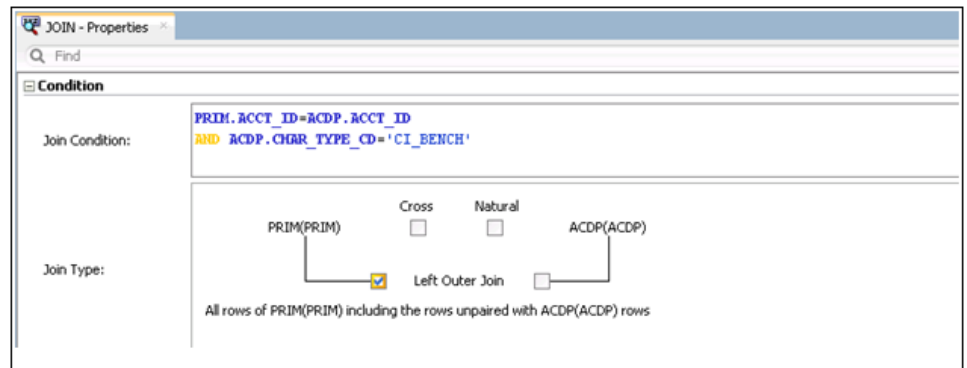 JOIN - Properties
Find
Condition
Join Condition:
PRIM.ACCT_ID=ACDP.ACCT_ID
AND ACDP.CHAR_TYPE_CD='CI_BENCH'
Join Type:
Cross Natural
PRIM(PRIM) ACDP(ACDP)
Left Outer Join
All rows of PRIM(PRIM) including the rows unpaired with ACDP(ACDP) rows